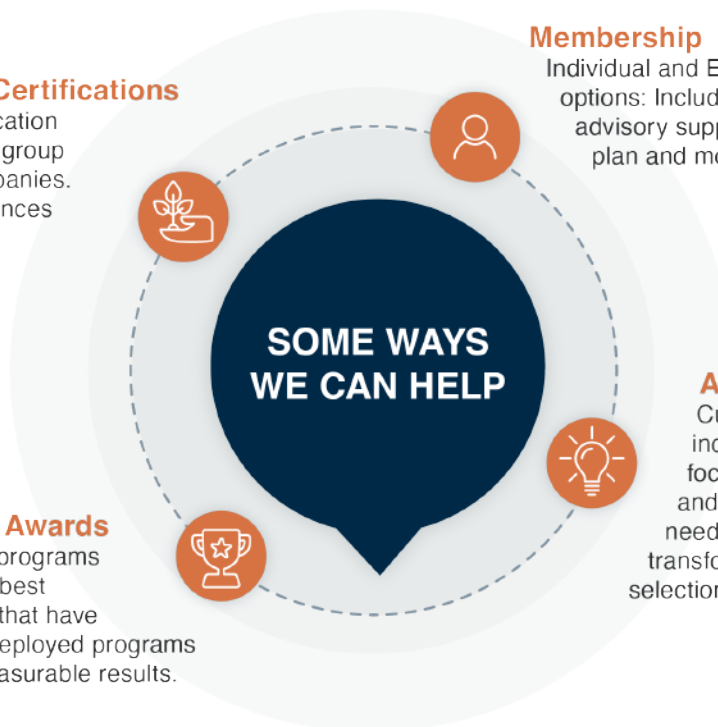 Membership
Individual and E
options: Includ
advisory supp
plan and mo
Certifications
cation
group
panies.
nces
SOME WAYS
WE CAN HELP
A
Cu
inc
foc
and
need
transfo
selection
Awards
programs
best
that have
eployed programs
asurable results.